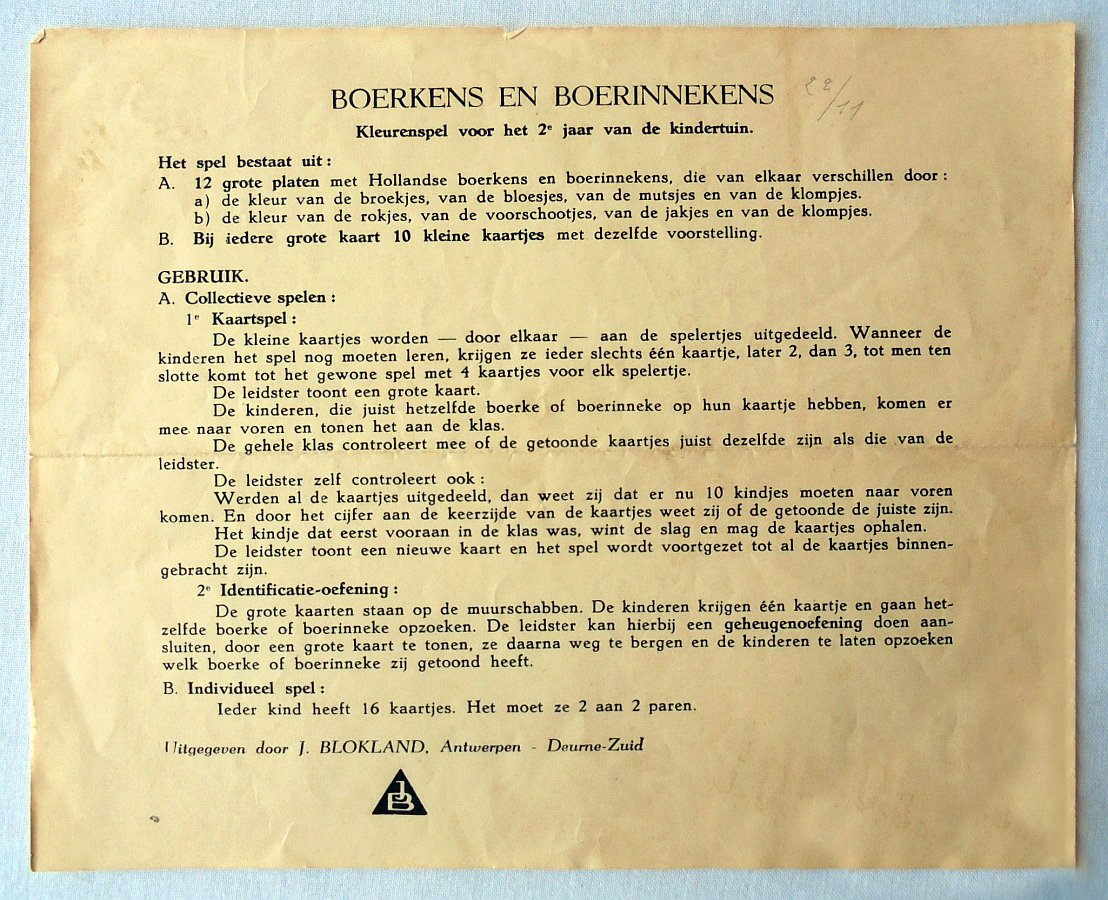 BOERKENS EN BOERINNEKENS
22/11
Kleurenspel voor het 2e jaar van de kindertuin.
Het spel bestaat uit :
A. 12 grote platen met Hollandse boerkens en boerinnekens, die van elkaar verschillen door :
a) de kleur van de broekjes, van de bloesjes, van de mutsjes en van de klompjes.
b) de kleur van de rokjes, van de voorschootjes, van de jakjes en van de klompjes.
B. Bij iedere grote kaart 10 kleine kaartjes met dezelfde voorstelling.
GEBRUIK.
A. Collectieve spelen :
1e Kaartspel :
De kleine kaartjes worden — door elkaar — aan de spelertjes uitgedeeld. Wanneer de
kinderen het spel nog moeten leren, krijgen ze ieder slechts één kaartje, later 2, dan 3, tot men ten
slotte komt tot het gewone spel met 4 kaartjes voor elk spelertje.
De leidster toont een grote kaart.
De kinderen, die juist hetzelfde boerke of boerinneke op hun kaartje hebben, komen er
mee naar voren en tonen het aan de klas.
De gehele klas controleert mee of de getoonde kaartjes juist dezelfde zijn als die van de
leidster.
De leidster zelf controleert ook :
Werden al de kaartjes uitgedeeld, dan weet zij dat er nu 10 kindjes moeten naar voren
komen. En door het cijfer aan de keerzijde van de kaartjes weet zij of de getoonde de juiste zijn.
Het kindje dat eerst vooraan in de klas was, wint de slag en mag de kaartjes ophalen.
De leidster toont een nieuwe kaart en het spel wordt voortgezet tot al de kaartjes binnen-
gebracht zijn.
2e Identificatie-oefening :
De grote kaarten staan op de muurschabben. De kinderen krijgen één kaartje en gaan het-
zelfde boerke of boerinneke opzoeken. De leidster kan hierbij een geheugenoefening doen aan-
sluiten, door een grote kaart te tonen, ze daarna weg te bergen en de kinderen te laten opzoeken
welk boerke of boerinneke zij getoond heeft.
B. Individueel spel :
Ieder kind heeft 16 kaartjes. Het moet ze 2 aan 2 paren.
Uitgegeven door J. BLOKLAND, Antwerpen - Deurne-Zuid
JB